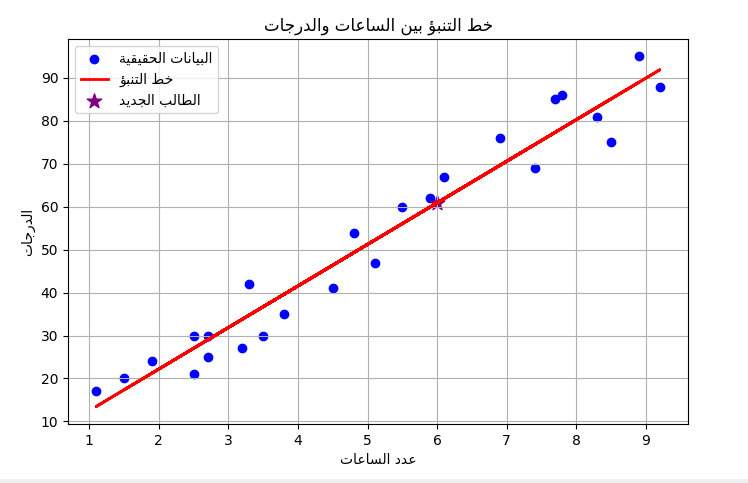 خط التنبؤ بين الساعات والدرجات
البيانات الحقيقية
خط التنبؤ
الطالب الجديد
الدرجات
90
80
70
60
50
40
30
20
10
1 2 3 4 5 6 7 8 9
عدد الساعات